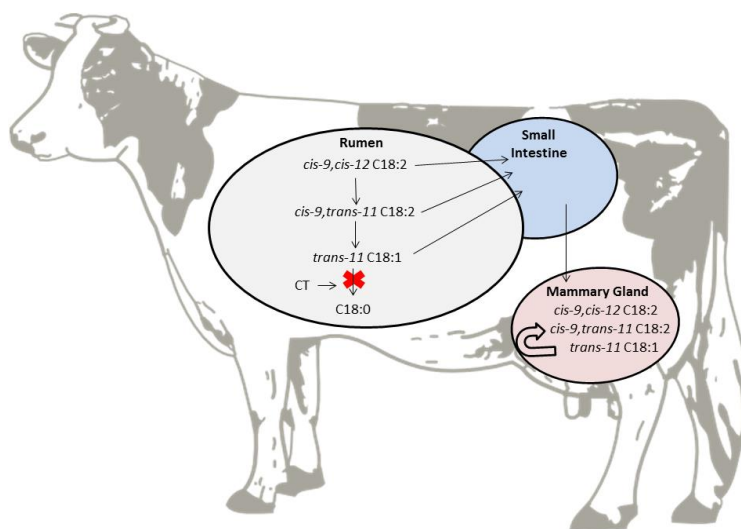 Rumen
cis-9,cis-12 C18:2
cis-9,trans-11 C18:2
trans-11 C18:1
CT
C18:0
Small
Intestine
Mammary Gland
cis-9,cis-12 C18:2
cis-9,trans-11 C18:2
trans-11 C18:1